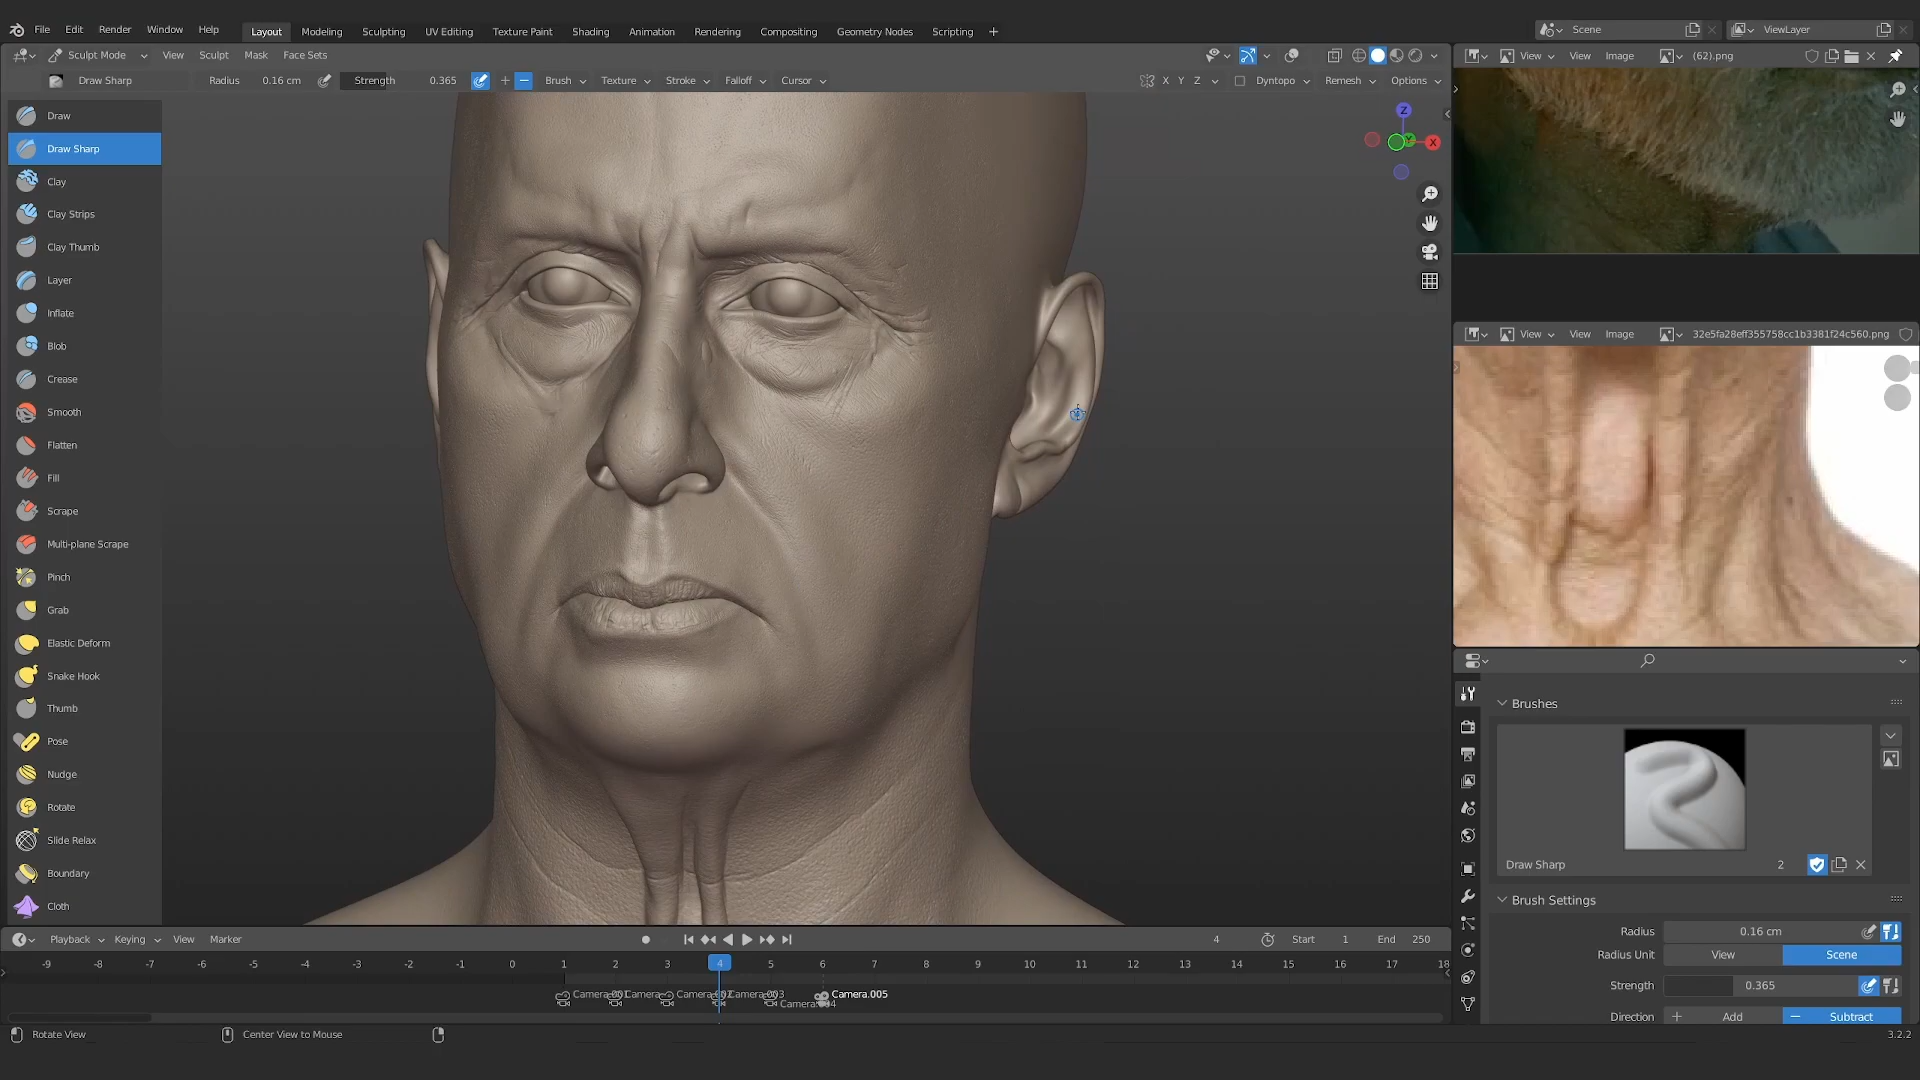 File Edit Render Window Help Layout Modeling Sculpting UV Editing Texture Paint Shading Animation Rendering Compositing Geometry Nodes Scripting + Scene ViewLayer
Sculpt Mode View Sculpt Mask Face Sets View View Image (62).png
Draw Sharp Radius 0.16 cm Strength 0.365 Brush Texture Stroke Falloff Cursor X Y Z Dyntopo Remesh Options
Draw
Draw Sharp
Clay
Clay Strips
Clay Thumb
Layer
Inflate
Blob
Crease
Smooth
Flatten
Fill
Scrape
Multi-plane Scrape
Pinch
Grab
Elastic Deform
Snake Hook
Thumb
Pose
Nudge
Rotate
Slide Relax
Boundary
Cloth
Z
X
View View Image 32e5fa28eff355758cc1b3381f24c560.png
Brushes
Draw Sharp 2
Brush Settings
Radius 0.16 cm
Radius Unit View Scene
Strength 0.365
Direction Add Subtract
Playback Keying View Marker 4 Start 1 End 250
-9 -8 -7 -6 -5 -4 -3 -2 -1 0 1 2 3 4 5 6 7 8 9 10 11 12 13 14 15 16 17 18
Camera.005
Rotate View Center View to Mouse 3.2.2